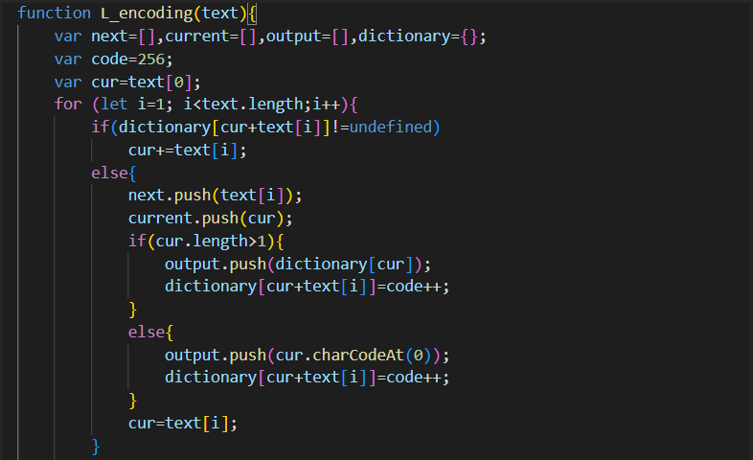 function L_encoding(text){
    var next=[],current=[],output=[],dictionary={};
    var code=256;
    var cur=text[0];
    for (let i=1; i<text.length;i++){
        if(dictionary[cur+text[i]]!=undefined)
            cur+=text[i];
        else{
            next.push(text[i]);
            current.push(cur);
            if(cur.length>1){
                output.push(dictionary[cur]);
                dictionary[cur+text[i]]=code++;
            }
            else{
                output.push(cur.charCodeAt(0));
                dictionary[cur+text[i]]=code++;
            }
            cur=text[i];
        }